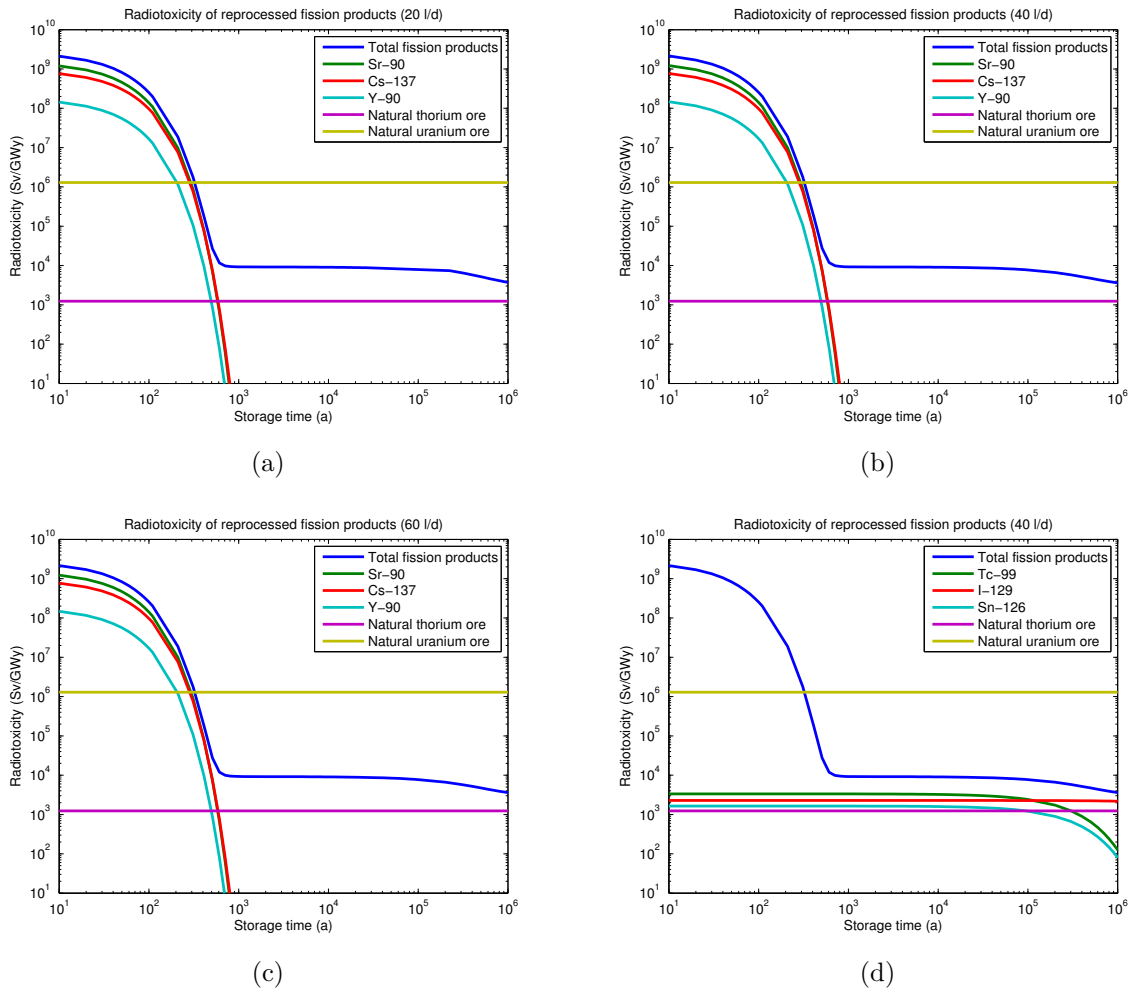 Radiotoxicity of reprocessed fission products (20 l/d)
10^10
10^9
10^8
10^7
10^6
10^5
10^4
10^3
10^2
10^1
Radiotoxicity (Sv/GWy)
Total fission products
Sr−90
Cs−137
Y−90
Natural thorium ore
Natural uranium ore
10^1 10^2 10^3 10^4 10^5 10^6
Storage time (a)
(a)
Radiotoxicity of reprocessed fission products (40 l/d)
10^10
10^9
10^8
10^7
10^6
10^5
10^4
10^3
10^2
10^1
Radiotoxicity (Sv/GWy)
Total fission products
Sr−90
Cs−137
Y−90
Natural thorium ore
Natural uranium ore
10^1 10^2 10^3 10^4 10^5 10^6
Storage time (a)
(b)
Radiotoxicity of reprocessed fission products (60 l/d)
10^10
10^9
10^8
10^7
10^6
10^5
10^4
10^3
10^2
10^1
Radiotoxicity (Sv/GWy)
Total fission products
Sr−90
Cs−137
Y−90
Natural thorium ore
Natural uranium ore
10^1 10^2 10^3 10^4 10^5 10^6
Storage time (a)
(c)
Radiotoxicity of reprocessed fission products (40 l/d)
10^10
10^9
10^8
10^7
10^6
10^5
10^4
10^3
10^2
10^1
Radiotoxicity (Sv/GWy)
Total fission products
Tc−99
I−129
Sn−126
Natural thorium ore
Natural uranium ore
10^1 10^2 10^3 10^4 10^5 10^6
Storage time (a)
(d)